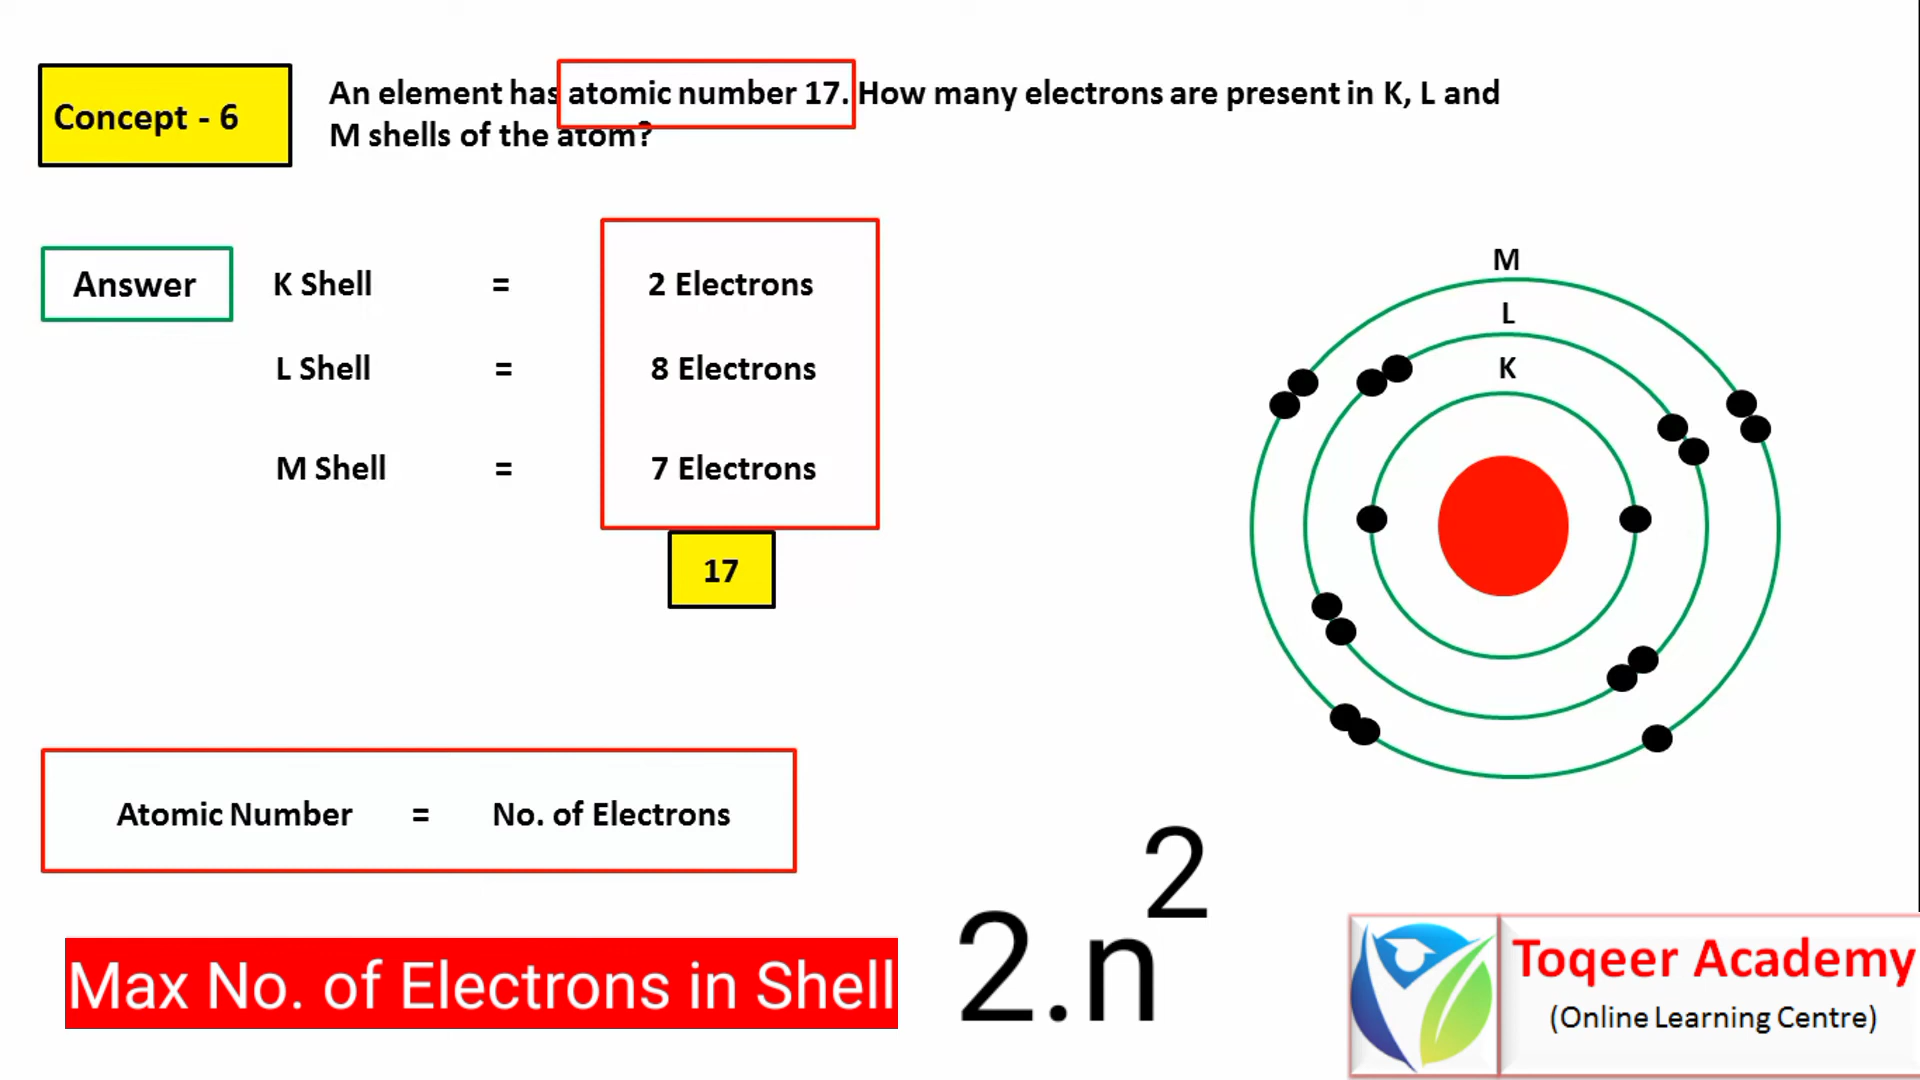 Concept - 6
An element has atomic number 17. How many electrons are present in K, L and
M shells of the atom?
Answer
K Shell = 2 Electrons
L Shell = 8 Electrons
M Shell = 7 Electrons
17
M
L
K
Atomic Number = No. of Electrons
Max No. of Electrons in Shell
2.n²
Toqeer Academy
(Online Learning Centre)